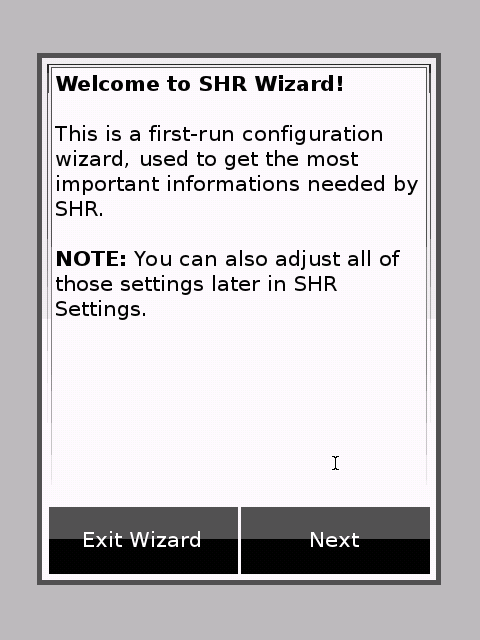 Welcome to SHR Wizard!
This is a first-run configuration
wizard, used to get the most
important informations needed by
SHR.
NOTE: You can also adjust all of
those settings later in SHR
Settings.
Exit Wizard
Next